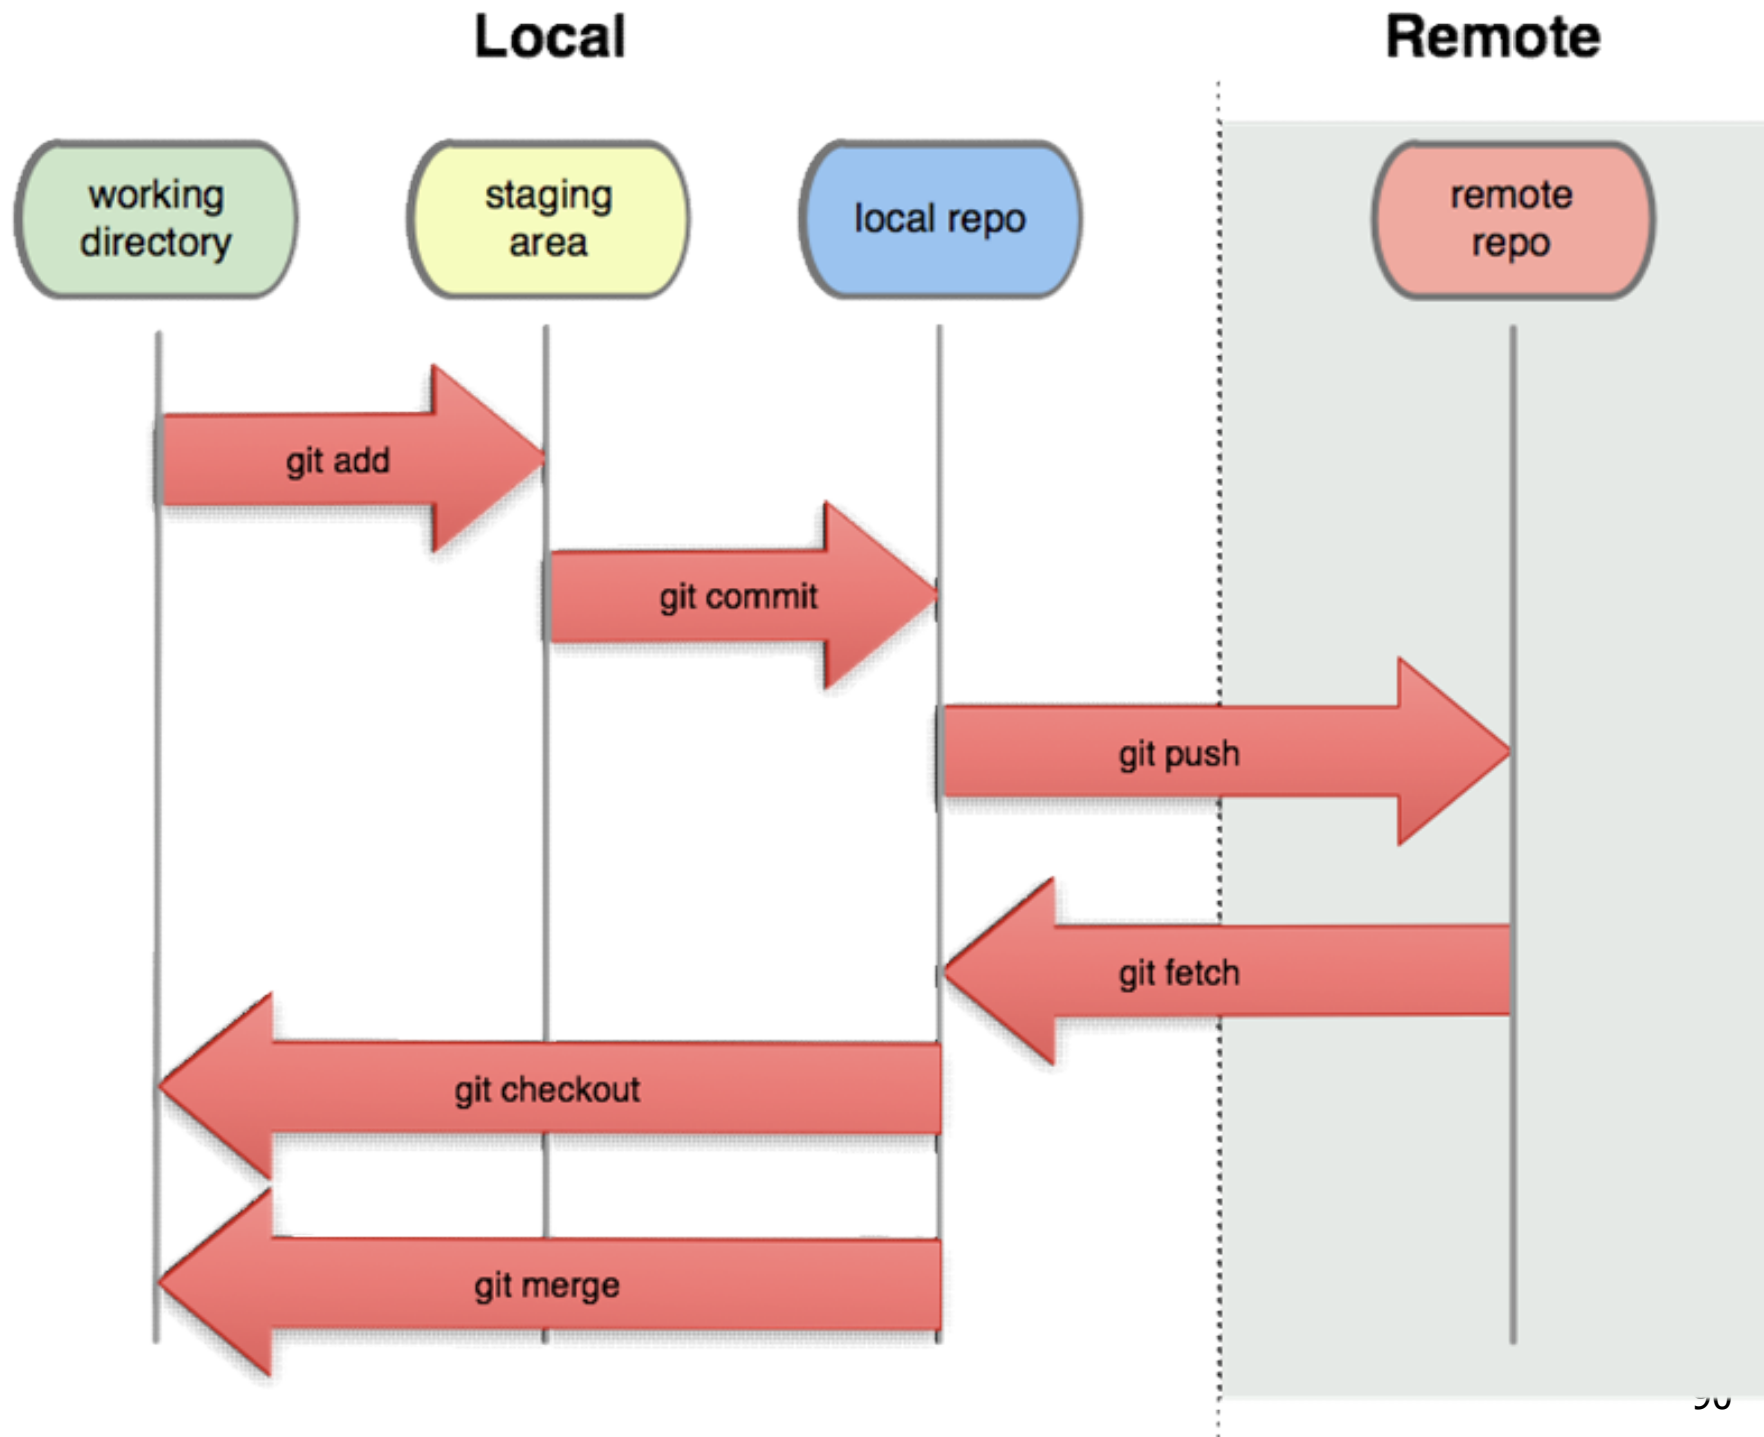 Local
Remote
working
directory
staging
area
local repo
remote
repo
git add
git commit
git push
git fetch
git checkout
git merge